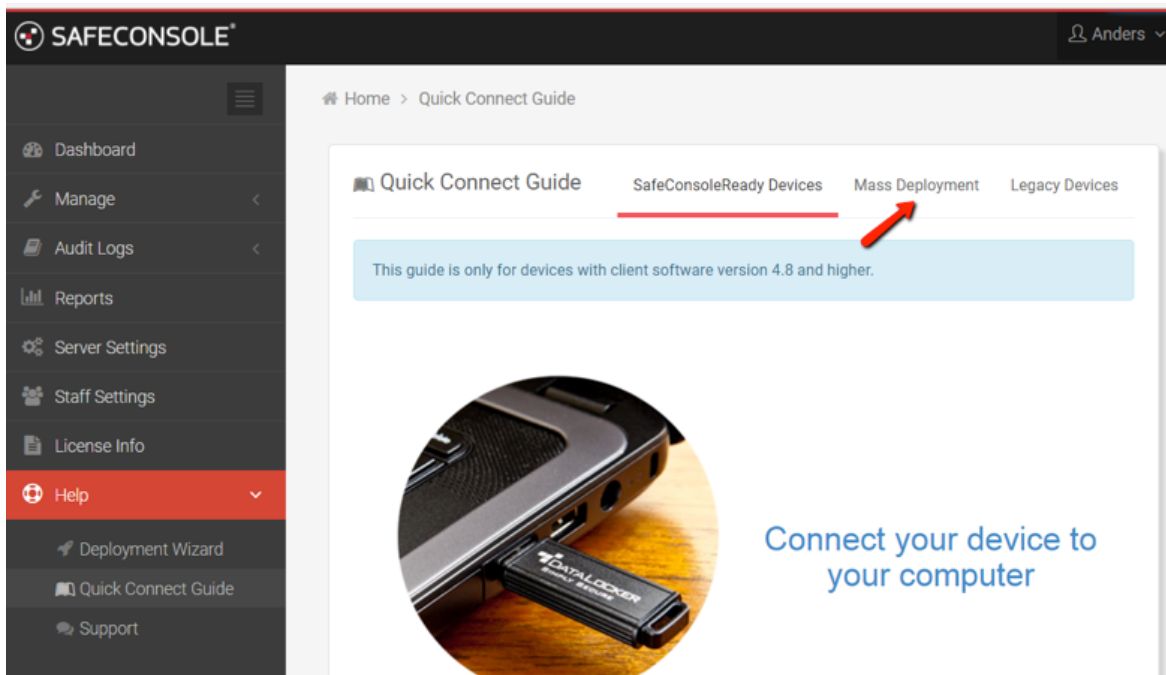 SAFECONSOLE
Anders
Home > Quick Connect Guide
Dashboard
Manage
Audit Logs
Reports
Server Settings
Staff Settings
License Info
Help
Deployment Wizard
Quick Connect Guide
Support
Quick Connect Guide
SafeConsoleReady Devices
Mass Deployment
Legacy Devices
This guide is only for devices with client software version 4.8 and higher.
DATALOCKER
SIMPLY SECURE
Connect your device to
your computer